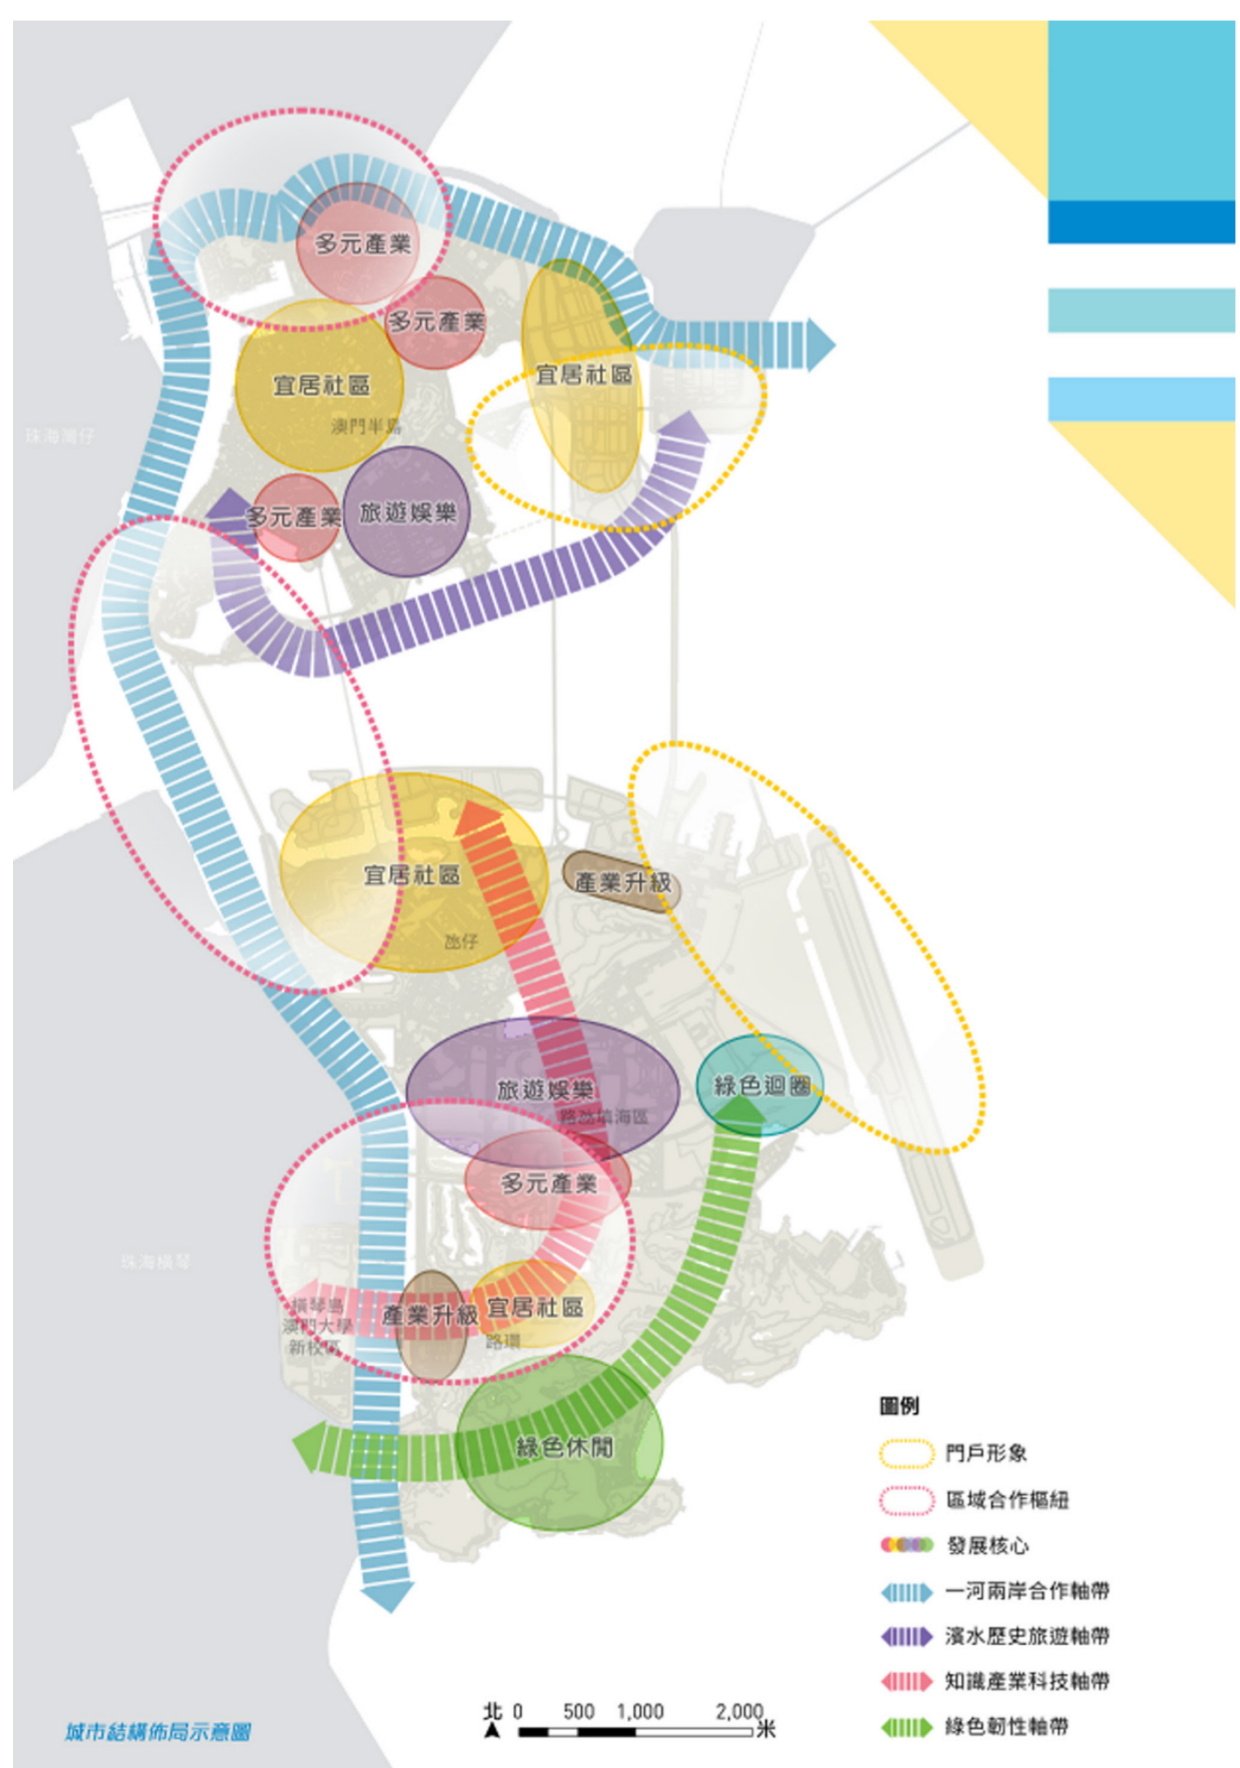 多元產業
多元產業
宜居社區
宜居社區
澳門半島
珠海灣仔
多元產業
旅遊娛樂
宜居社區
產業升級
氹仔
旅遊娛樂
綠色迴圈
路氹填海區
多元產業
珠海橫琴
橫琴島
澳門大學
新校區
產業升級
宜居社區
路環
綠色休閒
圖例
門戶形象
區域合作樞紐
發展核心
一河兩岸合作軸帶
濱水歷史旅遊軸帶
知識產業科技軸帶
綠色韌性軸帶
北 0 500 1,000 2,000 米
城市結構佈局示意圖